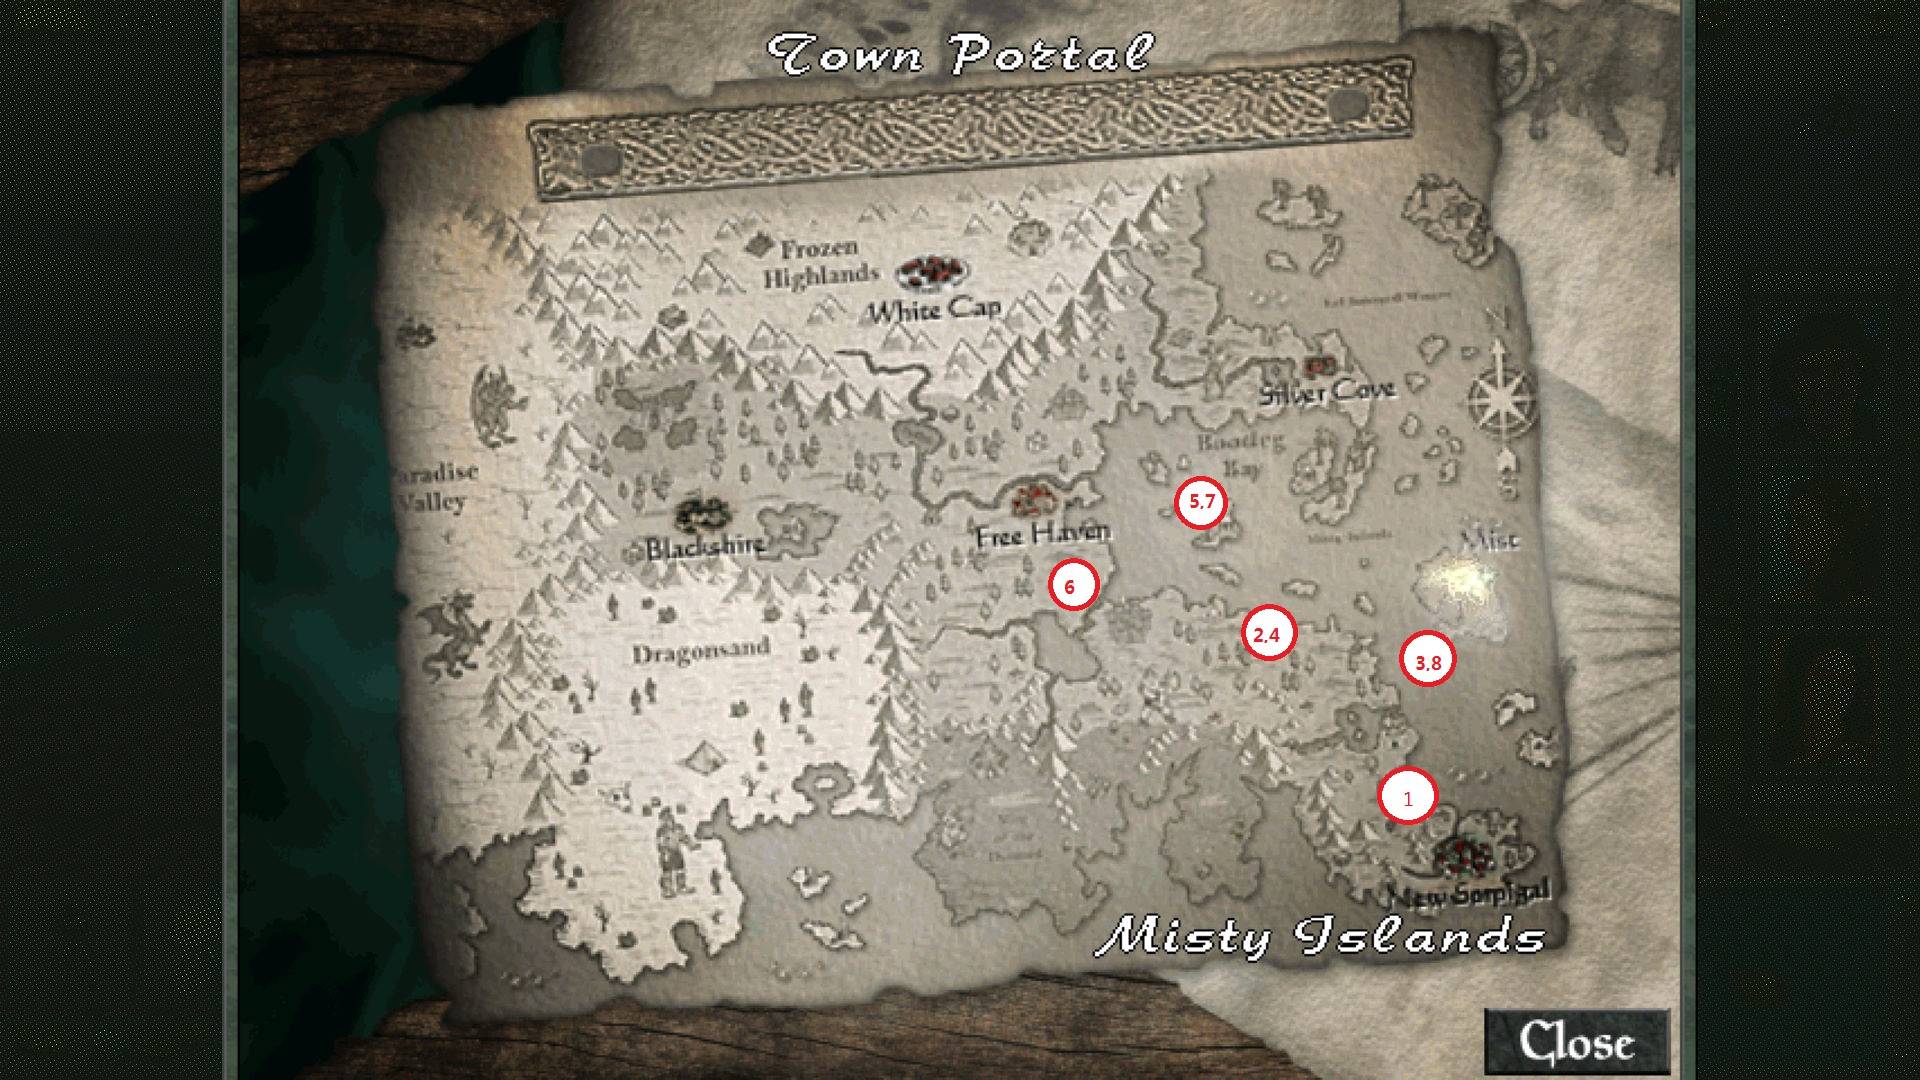 Town Portal
Frozen
Highlands
White Cap
N
Silver Cove
Bootleg
Bay
aradise
Valley
5,7
S
Free Haven
Blackshire
Mist
6
2,4
Dragonsand
3,8
1
New Sorpigal
Misty Islands
Close